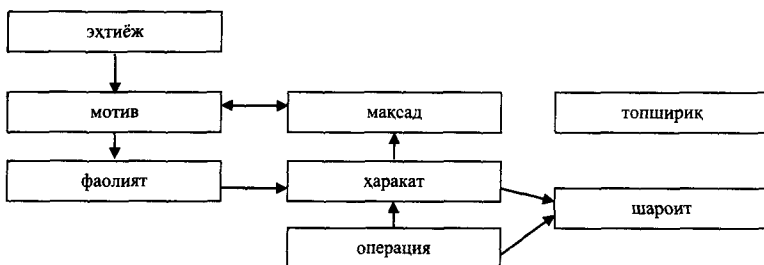 эҳтиёж
мотив
мақсад
топшириқ
фаолият
ҳаракат
шароит
операция